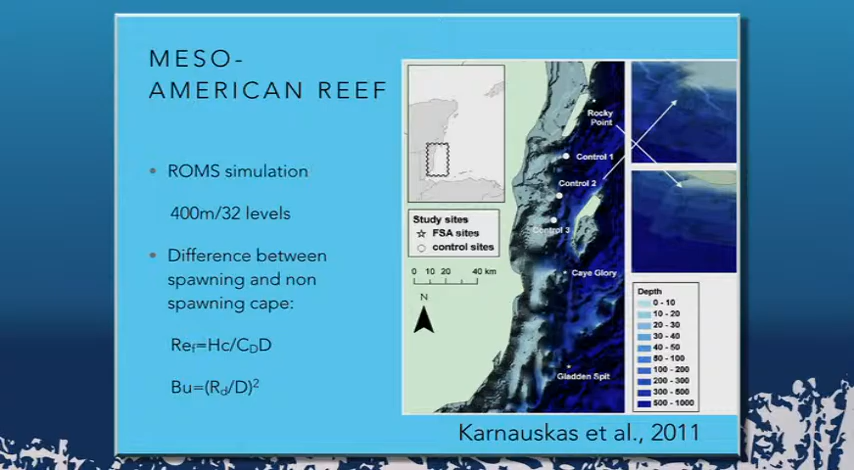 MESO-
AMERICAN REEF
• ROMS simulation
400m/32 levels
• Difference between
spawning and non
spawning cape:
Re_f=Hc/C_DD
Bu=(R_d/D)²
Rocky
Point
Control 1
Control 2
Control 3
Caye Glory
Gladden Spit
Study sites
FSA sites
control sites
0 10 20 40 km
N
Depth
0 - 10
10 - 20
20 - 30
30 - 40
40 - 50
50 - 100
100 - 200
200 - 300
300 - 500
500 - 1000
Karnauskas et al., 2011